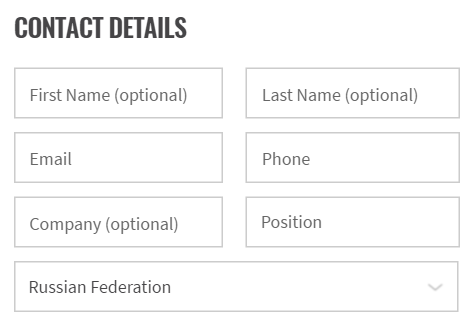 CONTACT DETAILS
First Name (optional)
Last Name (optional)
Email
Phone
Company (optional)
Position
Russian Federation